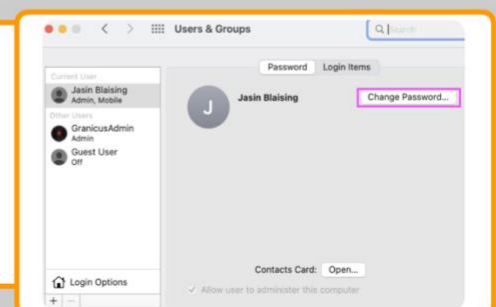 Users & Groups
Search
Password Login Items
Current User
Jasin Blaising
Admin, Mobile
Other Users
GranicusAdmin
Admin
Guest User
Off
Login Options
+ −
J
Jasin Blaising
Change Password...
Contacts Card: Open...
Allow user to administer this computer